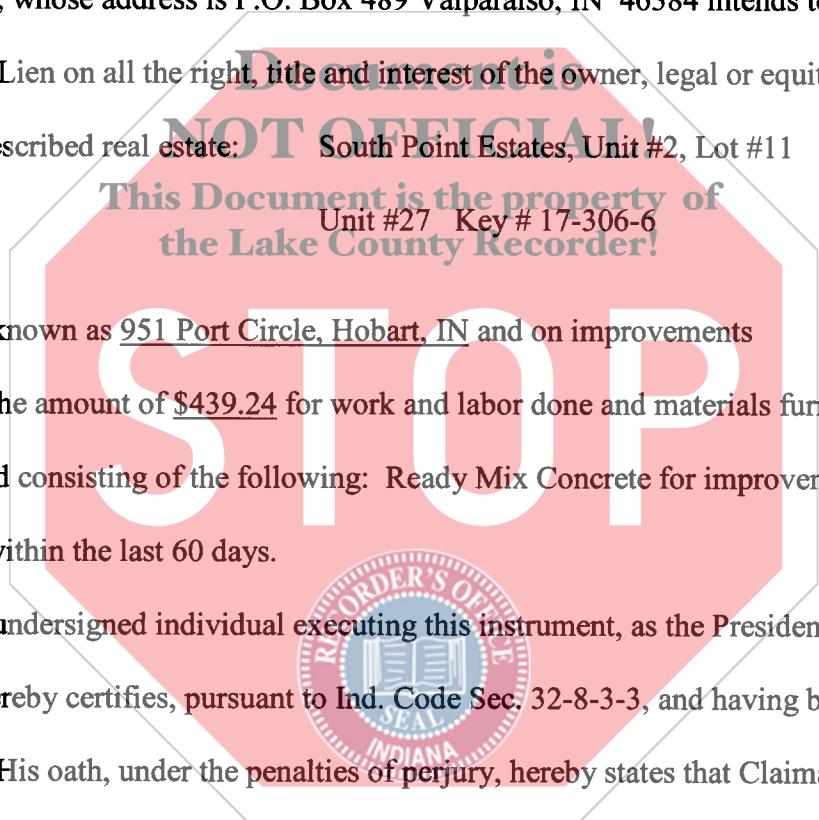 , whose address is P.O. Box 489 Valparaiso, IN 46384 intends to
Document is
Lien on all the right, title and interest of the owner, legal or equit
NOT OFFICIAL!
scribed real estate: South Point Estates, Unit #2, Lot #11
This Document is the property of
Unit #27 Key # 17-306-6
the Lake County Recorder!
known as 951 Port Circle, Hobart, IN and on improvements
STOP
he amount of $439.24 for work and labor done and materials fur
d consisting of the following: Ready Mix Concrete for improve
within the last 60 days.
RECORDER'S OFFICE
undersigned individual executing this instrument, as the Presiden
reby certifies, pursuant to Ind. Code Sec. 32-8-3-3, and having b
SEAL
INDIANA
His oath, under the penalties of perjury, hereby states that Claima